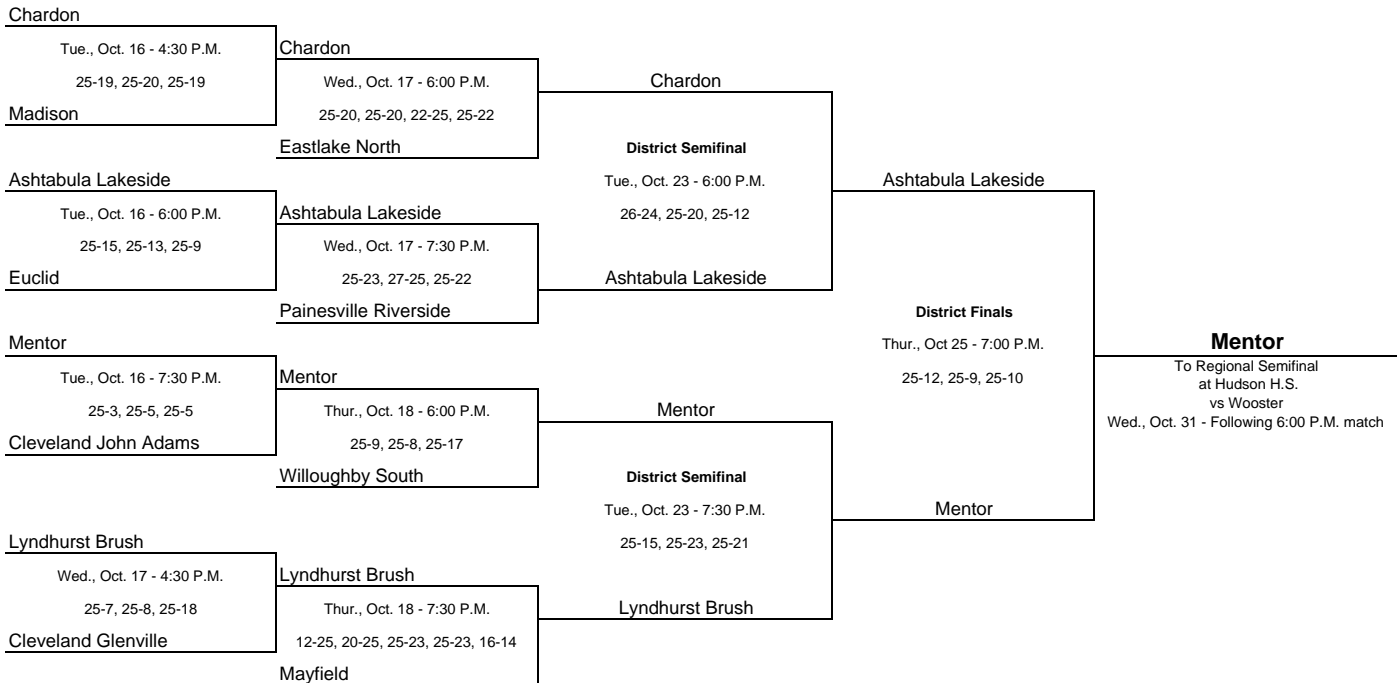 Chardon
Tue., Oct. 16 - 4:30 P.M.
25-19, 25-20, 25-19
Madison
Chardon
Wed., Oct. 17 - 6:00 P.M.
25-20, 25-20, 22-25, 25-22
Eastlake North
Ashtabula Lakeside
Tue., Oct. 16 - 6:00 P.M.
25-15, 25-13, 25-9
Euclid
Ashtabula Lakeside
Wed., Oct. 17 - 7:30 P.M.
25-23, 27-25, 25-22
Painesville Riverside
Chardon
District Semifinal
Tue., Oct. 23 - 6:00 P.M.
26-24, 25-20, 25-12
Ashtabula Lakeside
Mentor
Tue., Oct. 16 - 7:30 P.M.
25-3, 25-5, 25-5
Cleveland John Adams
Mentor
Thur., Oct. 18 - 6:00 P.M.
25-9, 25-8, 25-17
Willoughby South
Lyndhurst Brush
Wed., Oct. 17 - 4:30 P.M.
25-7, 25-8, 25-18
Cleveland Glenville
Lyndhurst Brush
Thur., Oct. 18 - 7:30 P.M.
12-25, 20-25, 25-23, 25-23, 16-14
Mayfield
Mentor
District Semifinal
Tue., Oct. 23 - 7:30 P.M.
25-15, 25-23, 25-21
Lyndhurst Brush
Ashtabula Lakeside
District Finals
Thur., Oct 25 - 7:00 P.M.
25-12, 25-9, 25-10
Mentor
Mentor
To Regional Semifinal
at Hudson H.S.
vs Wooster
Wed., Oct. 31 - Following 6:00 P.M. match